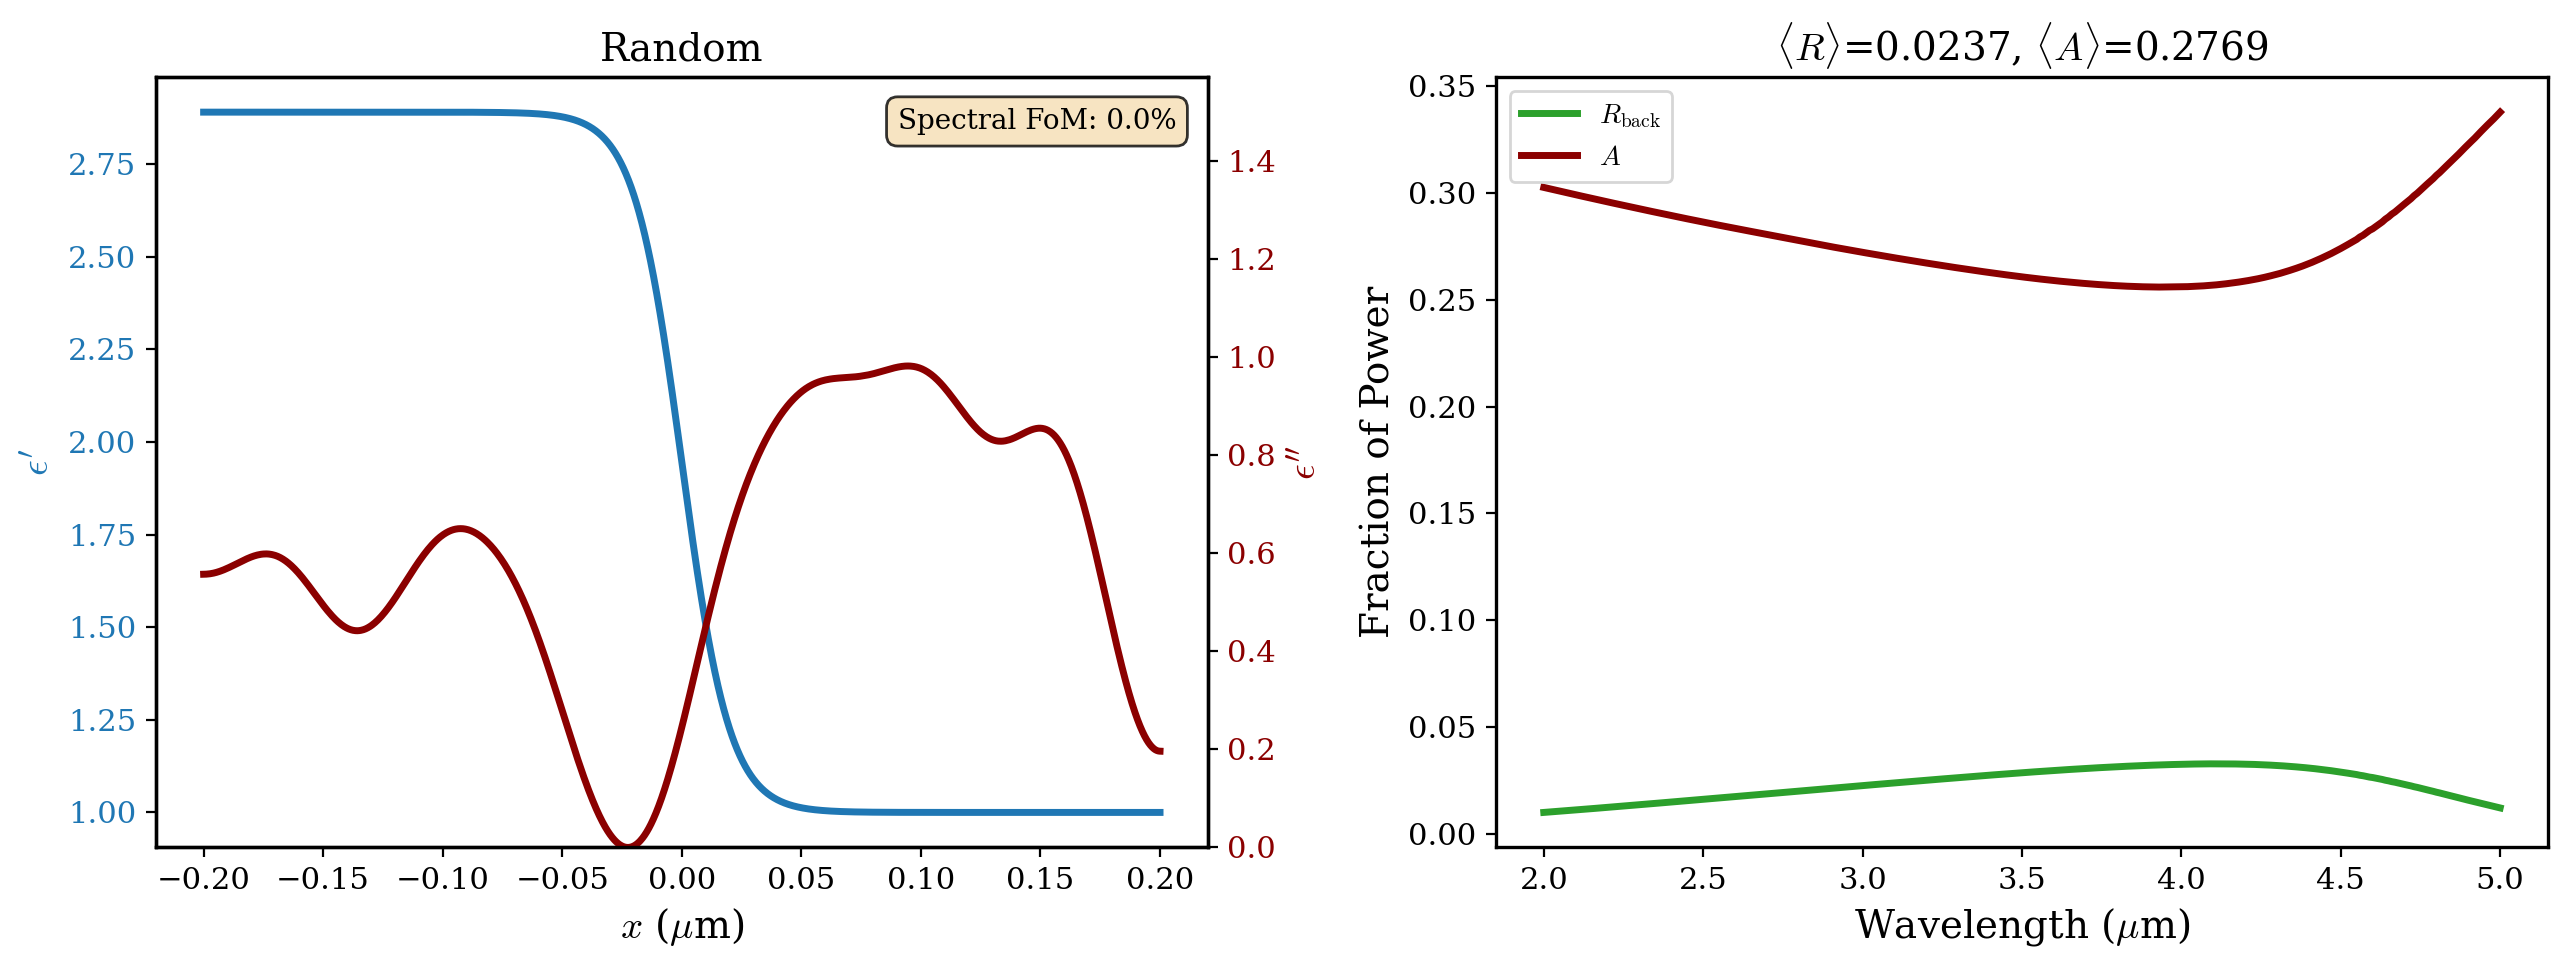 Random
Spectral FoM: 0.0%
2.75
2.50
2.25
2.00
1.75
1.50
1.25
1.00
ϵ′
1.4
1.2
1.0
0.8
0.6
0.4
0.2
0.0
ϵ″
−0.20 −0.15 −0.10 −0.05 0.00 0.05 0.10 0.15 0.20
x (μm)
⟨R⟩=0.0237, ⟨A⟩=0.2769
R_back
A
0.35
0.30
0.25
0.20
0.15
0.10
0.05
0.00
Fraction of Power
2.0 2.5 3.0 3.5 4.0 4.5 5.0
Wavelength (μm)